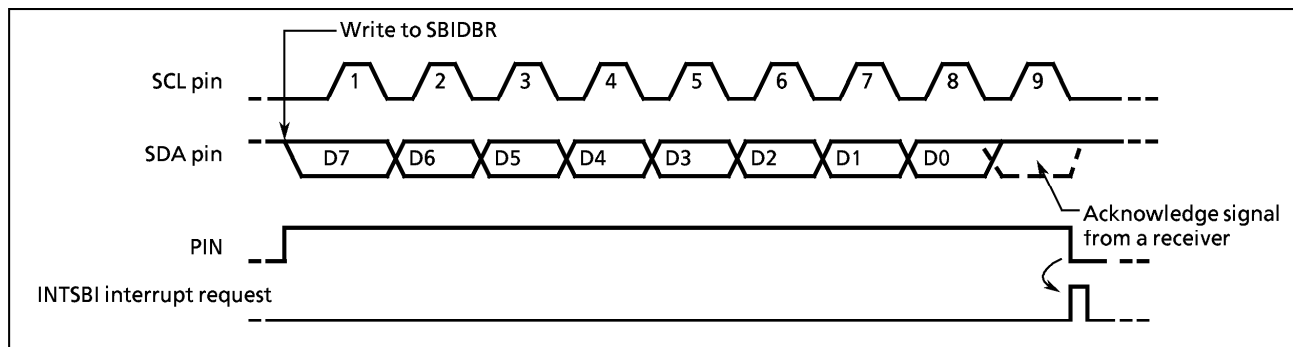 Write to SBIDBR
SCL pin
1 2 3 4 5 6 7 8 9
SDA pin
D7 D6 D5 D4 D3 D2 D1 D0
Acknowledge signal
from a receiver
PIN
INTSBI interrupt request